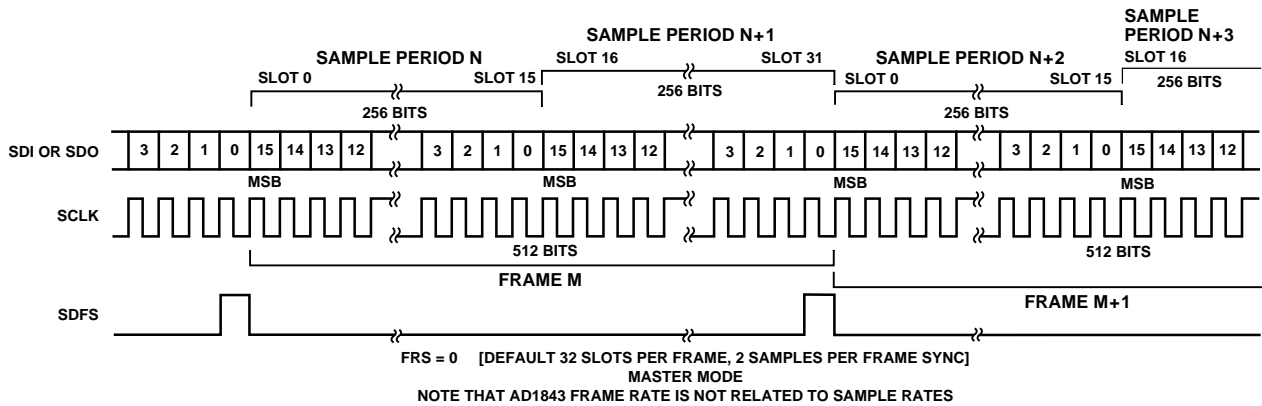 SAMPLE PERIOD N
SAMPLE PERIOD N+1
SAMPLE PERIOD N+2
SAMPLE
PERIOD N+3
SLOT 0 SLOT 15 SLOT 16 SLOT 31 SLOT 0 SLOT 15 SLOT 16
256 BITS 256 BITS 256 BITS 256 BITS
SDI OR SDO 3 2 1 0 15 14 13 12 3 2 1 0 15 14 13 12 3 2 1 0 15 14 13 12 3 2 1 0 15 14 13 12
MSB MSB MSB MSB
SCLK
512 BITS 512 BITS
FRAME M
FRAME M+1
SDFS
FRS = 0 [DEFAULT 32 SLOTS PER FRAME, 2 SAMPLES PER FRAME SYNC]
MASTER MODE
NOTE THAT AD1843 FRAME RATE IS NOT RELATED TO SAMPLE RATES